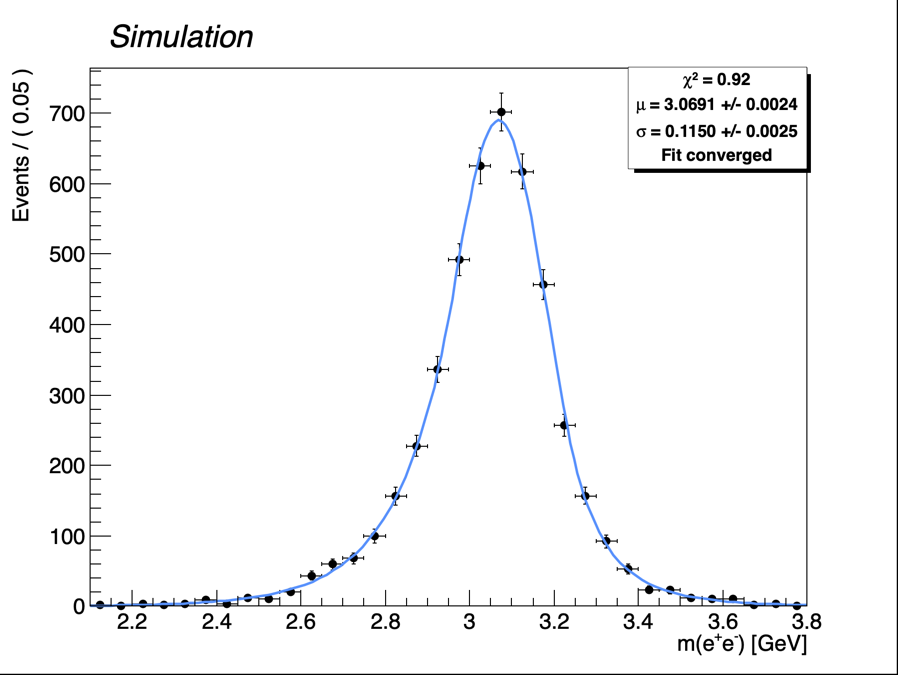 Simulation
Events / ( 0.05 )
χ² = 0.92
μ = 3.0691 +/- 0.0024
σ = 0.1150 +/- 0.0025
Fit converged
700
600
500
400
300
200
100
0
2.2 2.4 2.6 2.8 3 3.2 3.4 3.6 3.8
m(e⁺e⁻) [GeV]